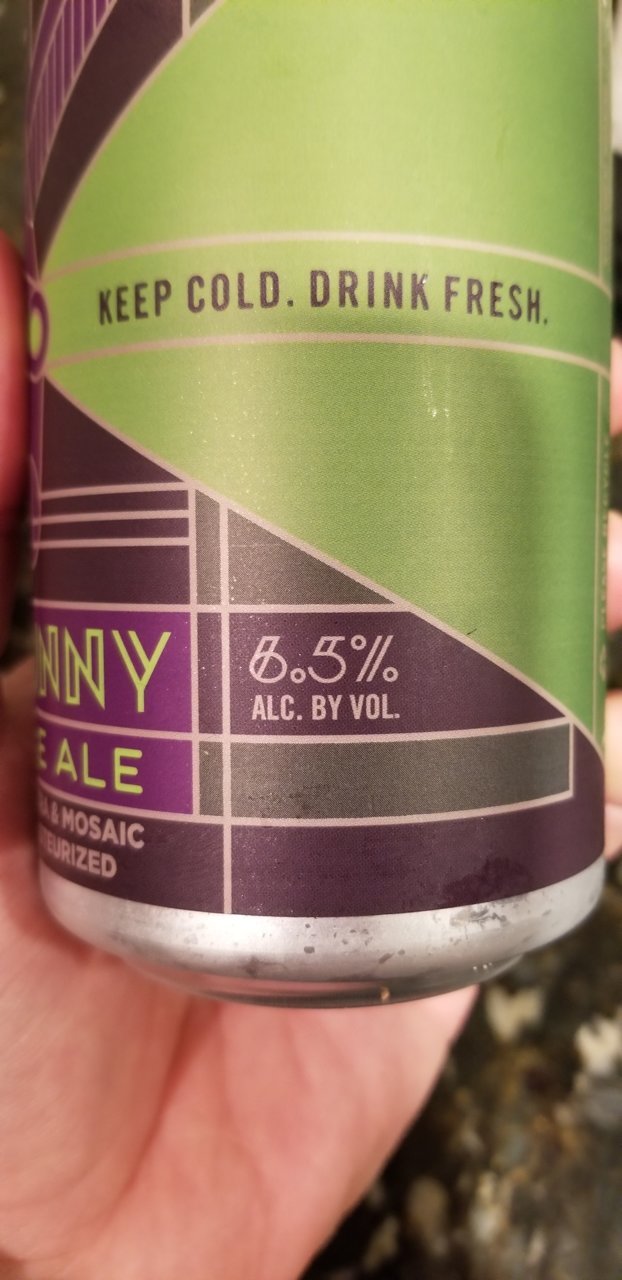 KEEP COLD. DRINK FRESH.
NNY
E ALE
& MOSAIC
TEURIZED
6.5%
ALC. BY VOL.